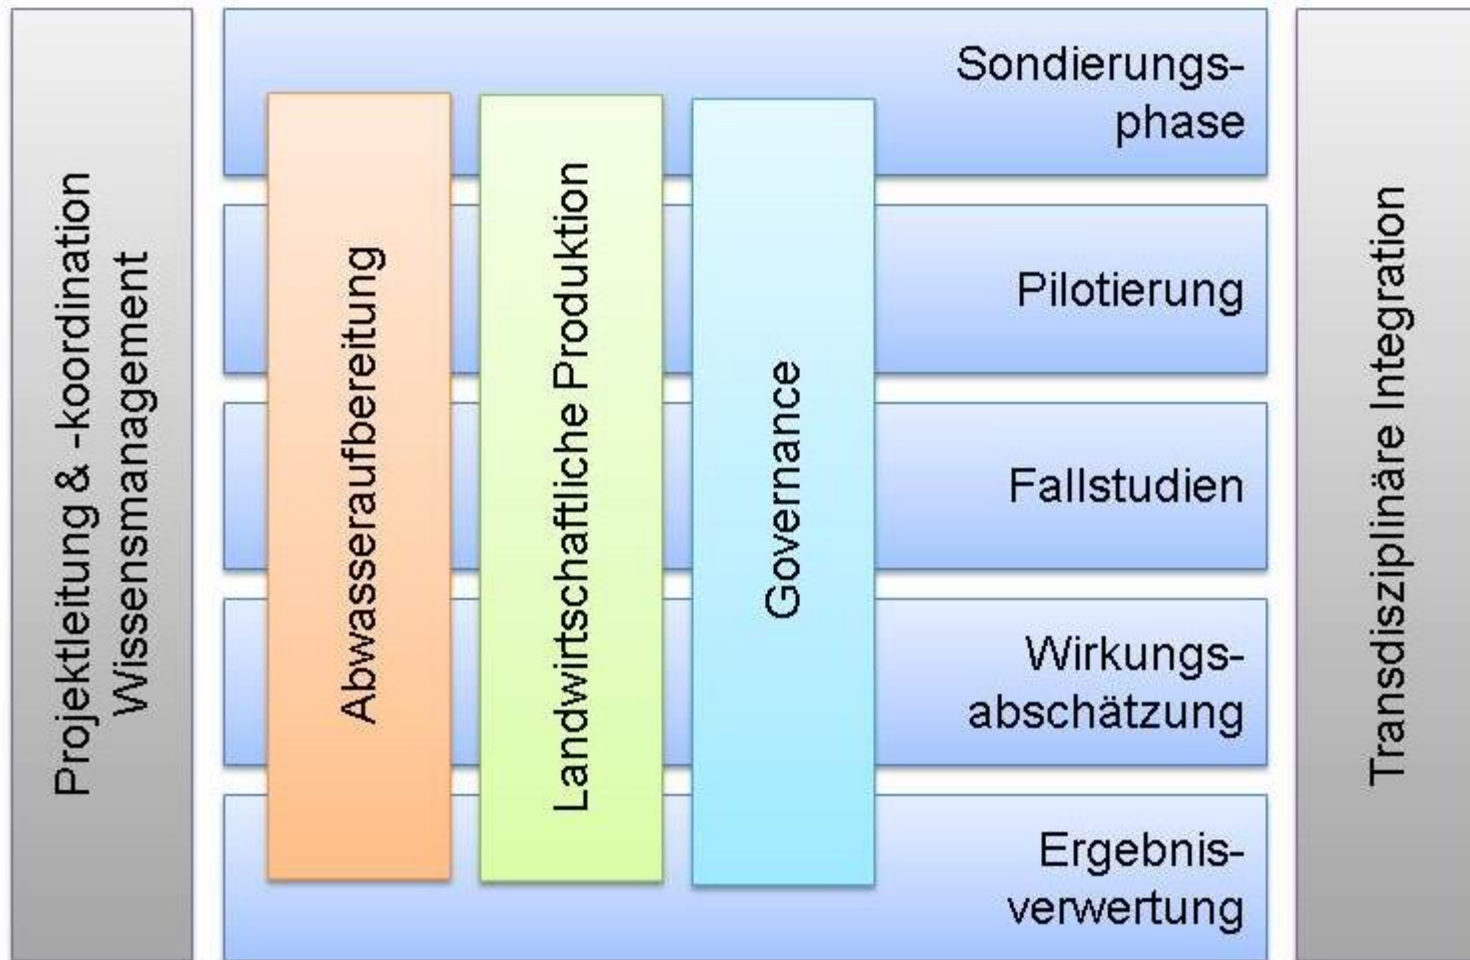 Projektleitung & -koordination
Wissensmanagement
Abwasseraufbereitung
Landwirtschaftliche Produktion
Governance
Sondierungs-
phase
Pilotierung
Fallstudien
Wirkungs-
abschätzung
Ergebnis-
verwertung
Transdisziplinäre Integration